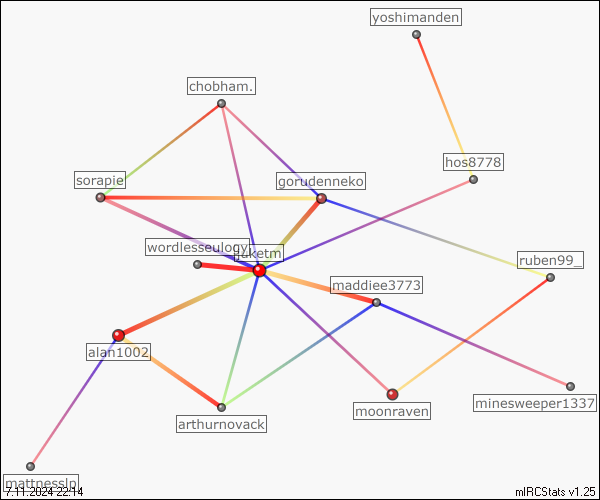 yoshimanden
chobham.
hos8778
sorapie
gorudenneko
wordlesseulogy
ruben99_
maddiee3773
alan1002
minesweeper1337
moonraven
arthurnovack
mattnesslp
7.11.2024 22:14
mIRCStats v1.25